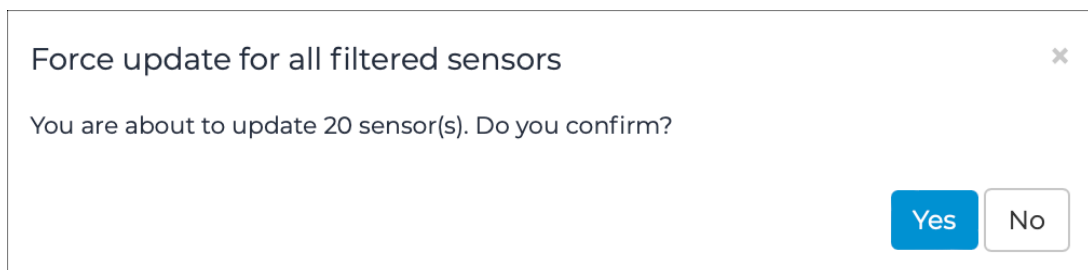 Force update for all filtered sensors
×
You are about to update 20 sensor(s). Do you confirm?
Yes No